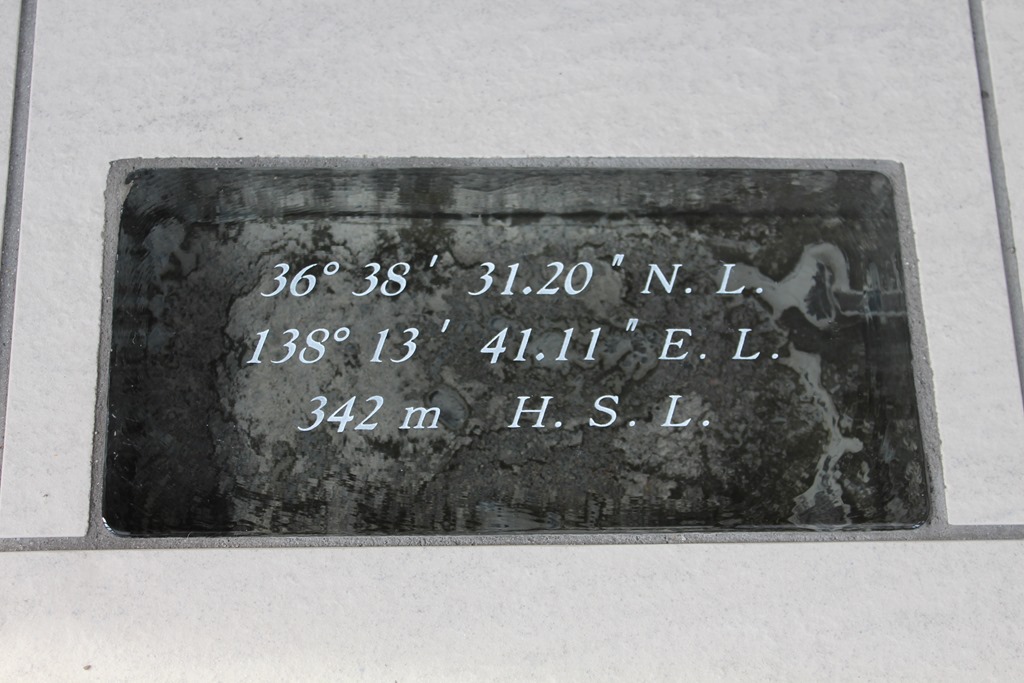 36° 38' 31.20" N. L.
138° 13' 41.11" E. L.
342 m H. S. L.